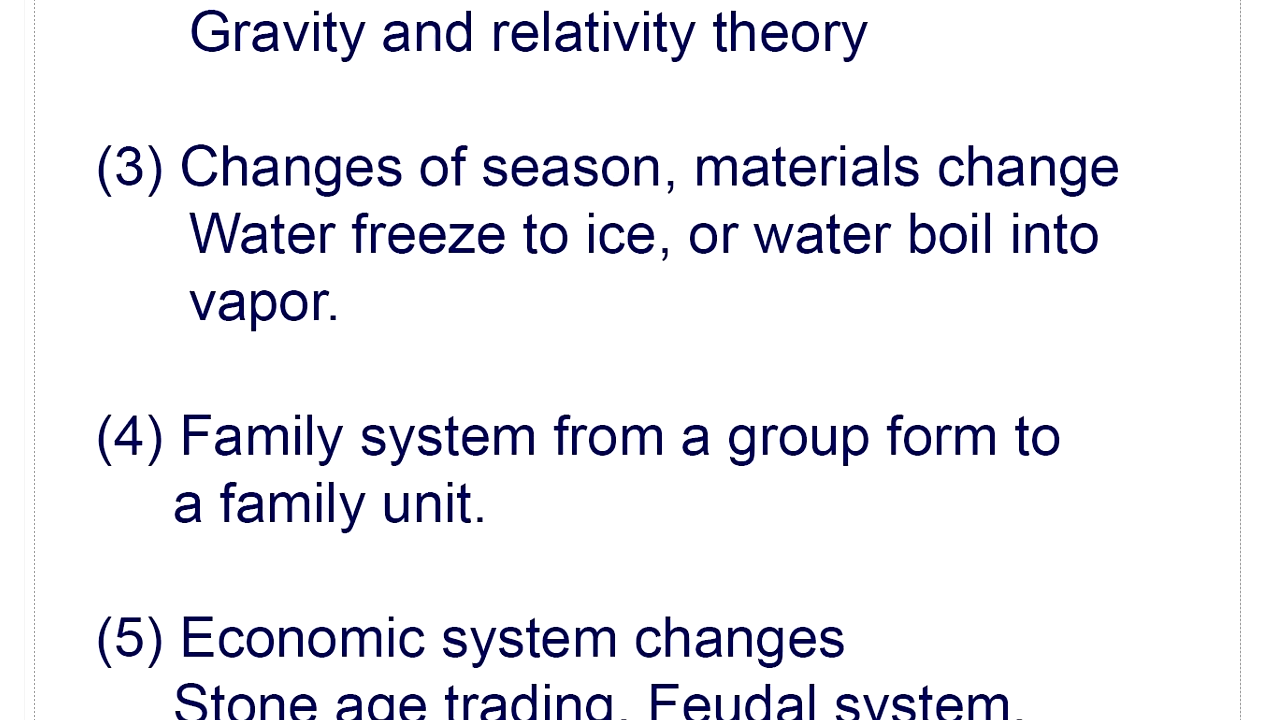 Gravity and relativity theory
(3) Changes of season, materials change
Water freeze to ice, or water boil into
vapor.
(4) Family system from a group form to
a family unit.
(5) Economic system changes
Stone age trading, Feudal system,